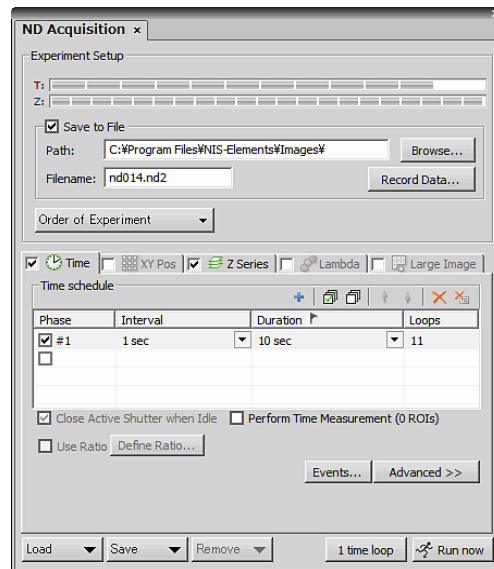 ND Acquisition ×
Experiment Setup
T:
Z:
Save to File
Path: C:¥Program Files¥NIS-Elements¥Images¥ Browse...
Filename: nd014.nd2 Record Data...
Order of Experiment
Time XY Pos Z Series Lambda Large Image
Time schedule
Phase Interval Duration Loops
#1 1 sec 10 sec 11
Close Active Shutter when Idle Perform Time Measurement (0 ROIs)
Use Ratio Define Ratio...
Events... Advanced >>
Load Save Remove 1 time loop Run now